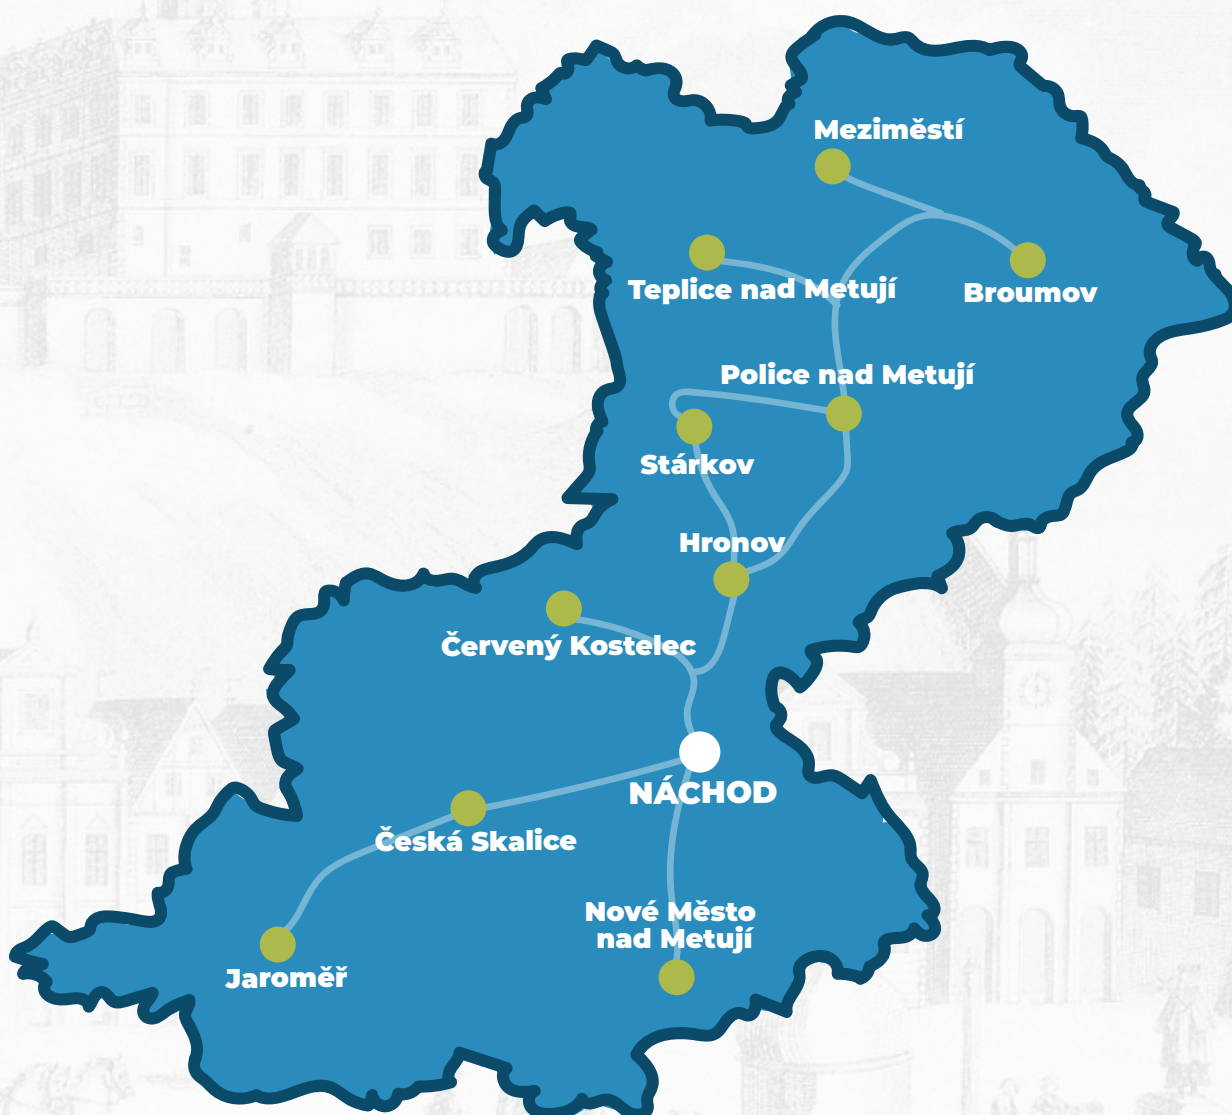 Meziměstí
Teplice nad Metují
Broumov
Police nad Metují
Stárkov
Hronov
Červený Kostelec
NÁCHOD
Česká Skalice
Nové Město
nad Metují
Jaroměř